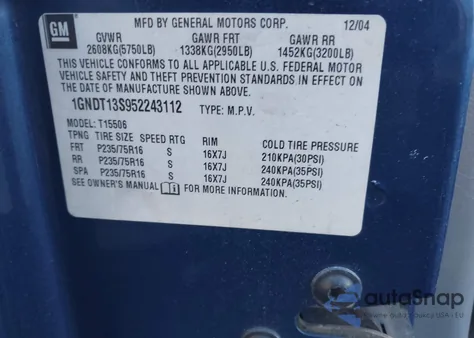 GM
MFD BY GENERAL MOTORS CORP. 12/04
GVWR GAWR FRT GAWR RR
2608KG(5750LB) 1338KG(2950LB) 1452KG(3200LB)
THIS VEHICLE CONFORMS TO ALL APPLICABLE U.S. FEDERAL MOTOR
VEHICLE SAFETY AND THEFT PREVENTION STANDARDS IN EFFECT ON
THE DATE OF MANUFACTURE SHOWN ABOVE.
1GNDT13S952243112 TYPE: M.P.V.
MODEL: T15506
TPNG TIRE SIZE SPEED RTG RIM COLD TIRE PRESSURE
FRT P235/75R16 S 16X7J 210KPA(30PSI)
RR P235/75R16 S 16X7J 240KPA(35PSI)
SPA P235/75R16 S 16X7J 240KPA(35PSI)
SEE OWNER'S MANUAL FOR MORE INFORMATION.
autoSnap